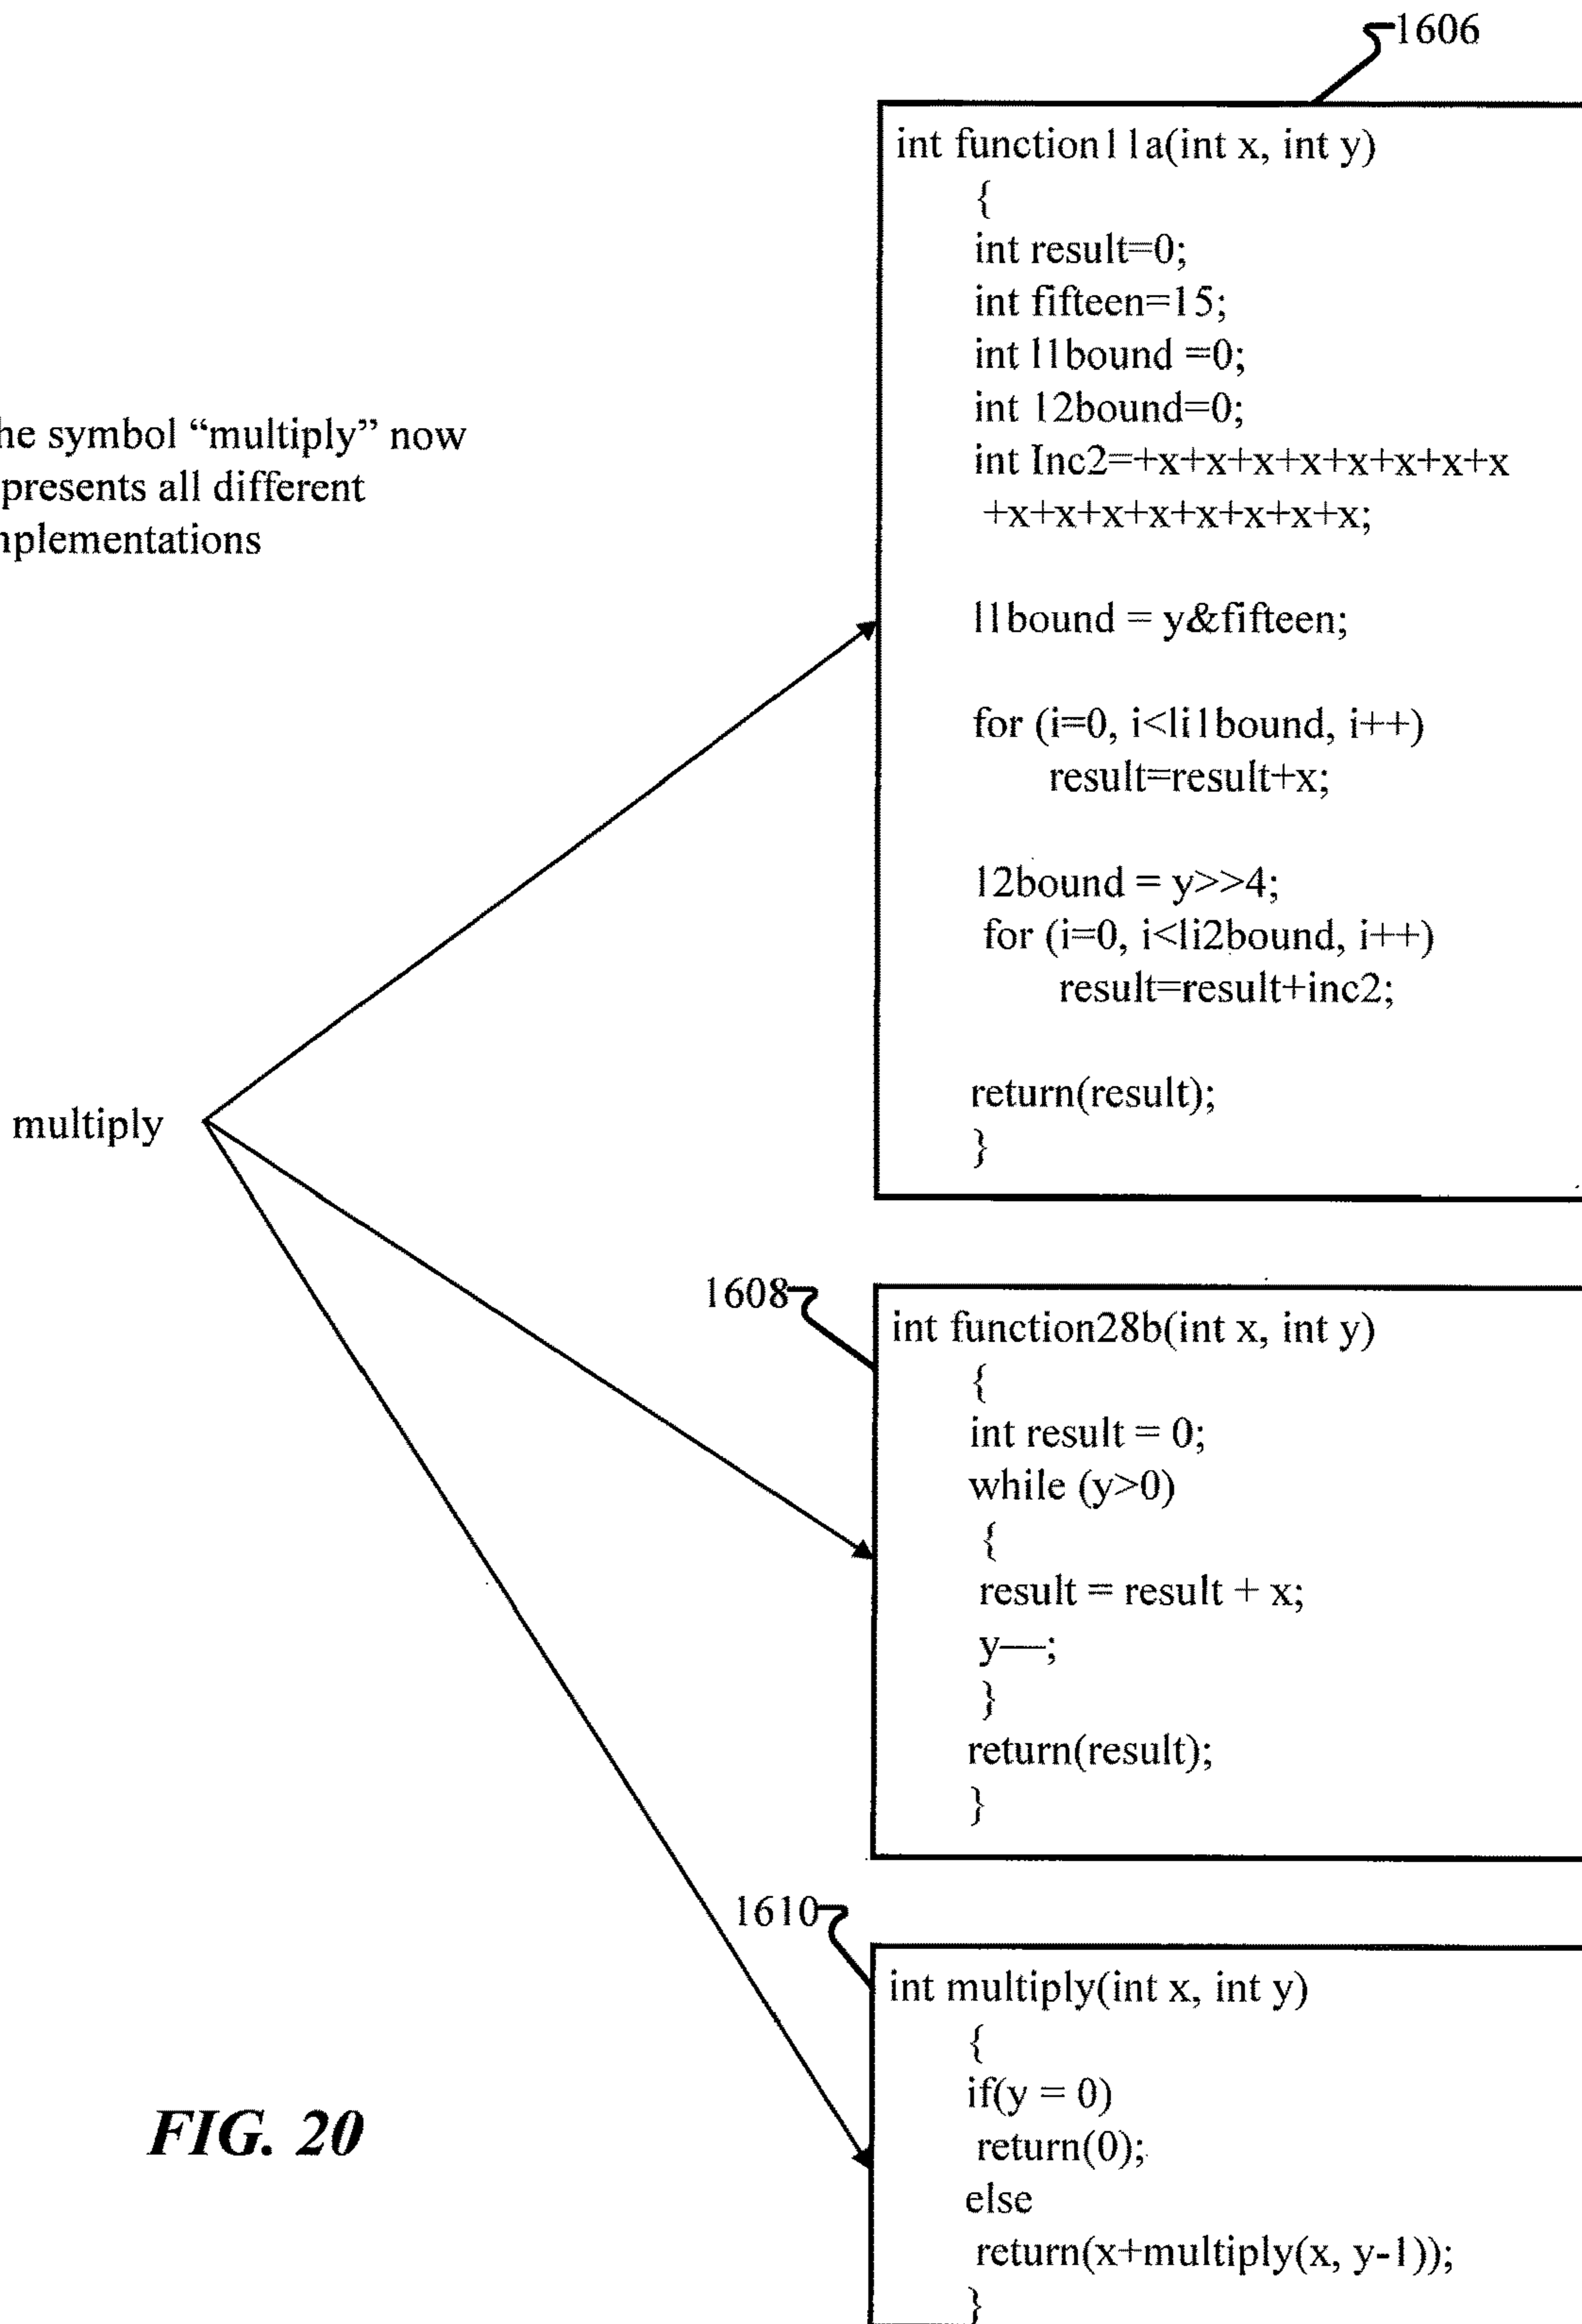 1606
int function11a(int x, int y)
{
int result=0;
int fifteen=15;
int l1bound =0;
int l2bound=0;
int Inc2=+x+x+x+x+x+x+x+x
+x+x+x+x+x+x+x+x;
l1bound = y&fifteen;
for (i=0, i<li1bound, i++)
result=result+x;
l2bound = y>>4;
for (i=0, i<li2bound, i++)
result=result+inc2;
return(result);
}
he symbol “multiply” now
presents all different
nplementations
multiply
1608
int function28b(int x, int y)
{
int result = 0;
while (y>0)
{
result = result + x;
y—;
}
return(result);
}
1610
int multiply(int x, int y)
{
if(y = 0)
return(0);
else
return(x+multiply(x, y-1));
}
FIG. 20